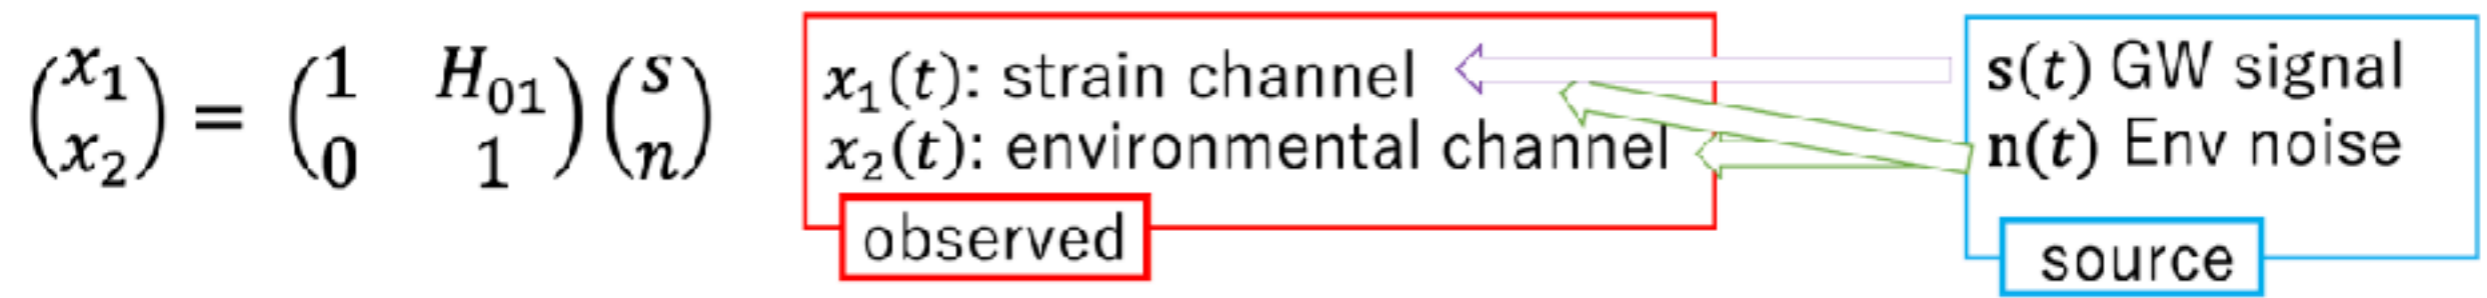 (x₁ x₂) = (1 H₀₁ 0 1)(s n)
x₁(t): strain channel
x₂(t): environmental channel
observed
s(t) GW signal
n(t) Env noise
source